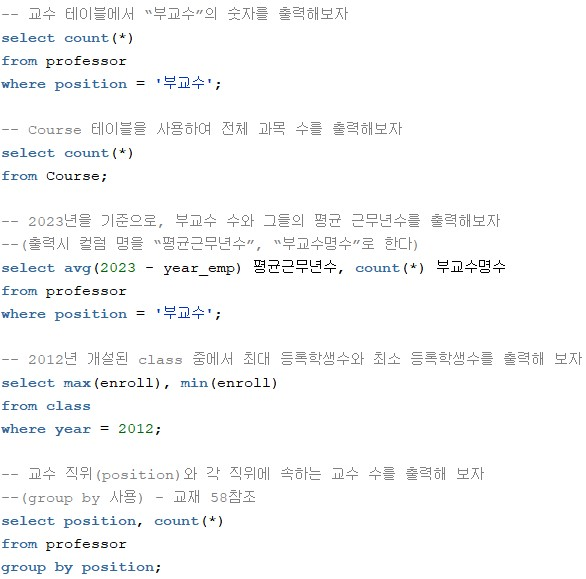 -- 교수 테이블에서 “부교수”의 숫자를 출력해보자
select count(*)
from professor
where position = '부교수';
-- Course 테이블을 사용하여 전체 과목 수를 출력해보자
select count(*)
from Course;
-- 2023년을 기준으로, 부교수 수와 그들의 평균 근무년수를 출력해보자
--(출력시 컬럼 명을 “평균근무년수”, “부교수명수”로 한다)
select avg(2023 - year_emp) 평균근무년수, count(*) 부교수명수
from professor
where position = '부교수';
-- 2012년 개설된 class 중에서 최대 등록학생수와 최소 등록학생수를 출력해 보자
select max(enroll), min(enroll)
from class
where year = 2012;
-- 교수 직위(position)와 각 직위에 속하는 교수 수를 출력해 보자
--(group by 사용) - 교재 58참조
select position, count(*)
from professor
group by position;